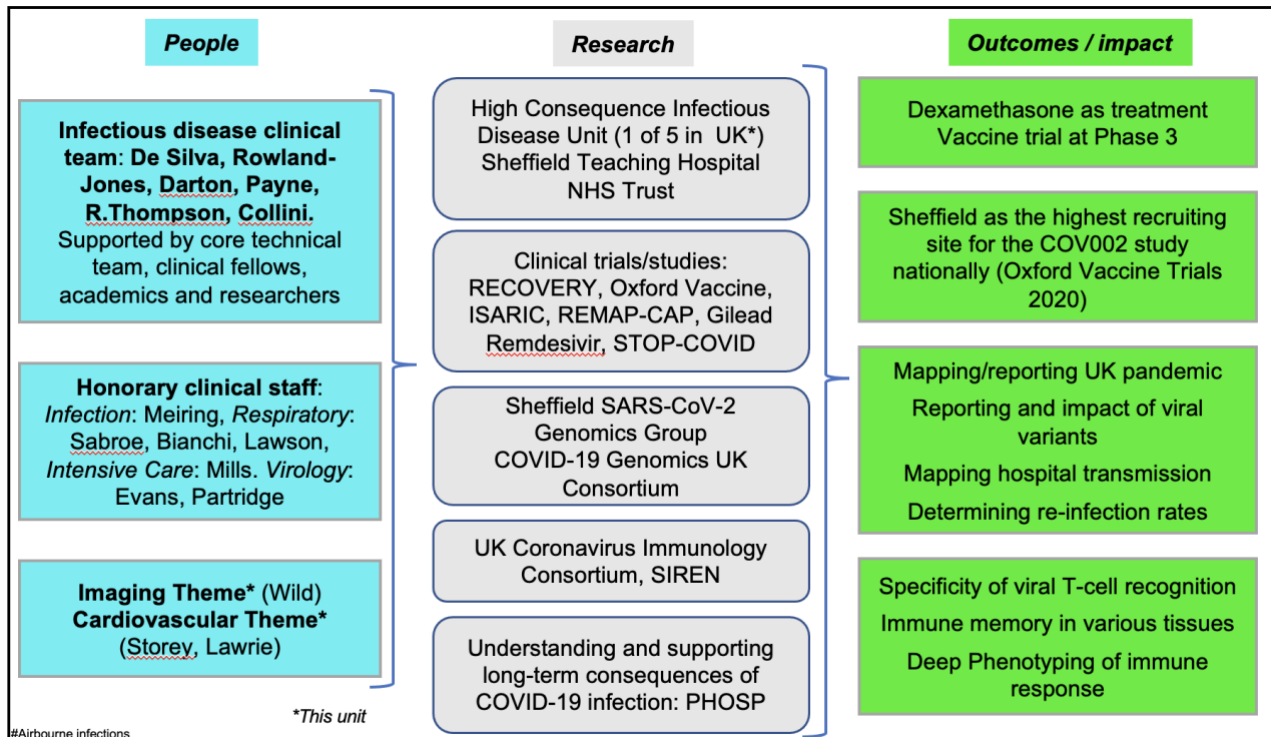 People
Infectious disease clinical
team: De Silva, Rowland-
Jones, Darton, Payne,
R.Thompson, Collini.
Supported by core technical
team, clinical fellows,
academics and researchers
Honorary clinical staff:
Infection: Meiring, Respiratory:
Sabroe, Bianchi, Lawson,
Intensive Care: Mills. Virology:
Evans, Partridge
Imaging Theme* (Wild)
Cardiovascular Theme*
(Storey, Lawrie)
*This unit
#Airbourne infections
Research
High Consequence Infectious
Disease Unit (1 of 5 in UK*)
Sheffield Teaching Hospital
NHS Trust
Clinical trials/studies:
RECOVERY, Oxford Vaccine,
ISARIC, REMAP-CAP, Gilead
Remdesivir, STOP-COVID
Sheffield SARS-CoV-2
Genomics Group
COVID-19 Genomics UK
Consortium
UK Coronavirus Immunology
Consortium, SIREN
Understanding and supporting
long-term consequences of
COVID-19 infection: PHOSP
Outcomes / impact
Dexamethasone as treatment
Vaccine trial at Phase 3
Sheffield as the highest recruiting
site for the COV002 study
nationally (Oxford Vaccine Trials
2020)
Mapping/reporting UK pandemic
Reporting and impact of viral
variants
Mapping hospital transmission
Determining re-infection rates
Specificity of viral T-cell recognition
Immune memory in various tissues
Deep Phenotyping of immune
response